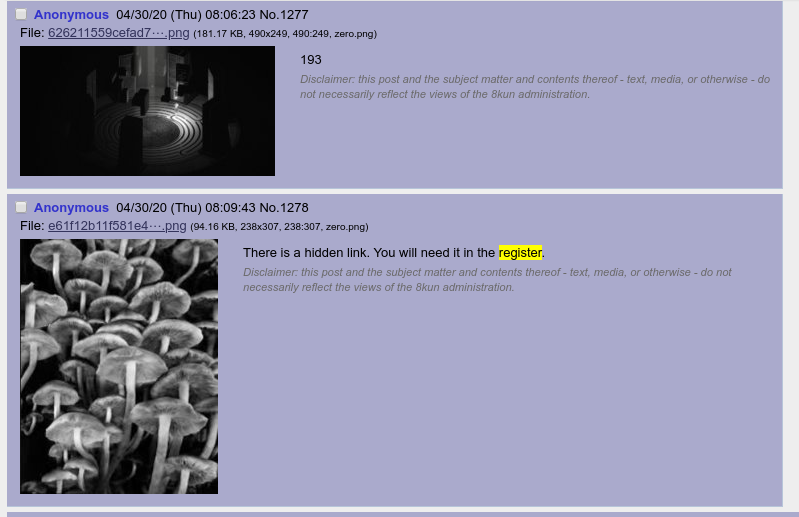 Anonymous 04/30/20 (Thu) 08:06:23 No.1277
File: 626211559cefad7···.png (181.17 KB, 490x249, 490:249, zero.png)
193
Disclaimer: this post and the subject matter and contents thereof - text, media, or otherwise - do
not necessarily reflect the views of the 8kun administration.
Anonymous 04/30/20 (Thu) 08:09:43 No.1278
File: e61f12b11f581e4···.png (94.16 KB, 238x307, 238:307, zero.png)
There is a hidden link. You will need it in the register.
Disclaimer: this post and the subject matter and contents thereof - text, media, or otherwise - do not
necessarily reflect the views of the 8kun administration.